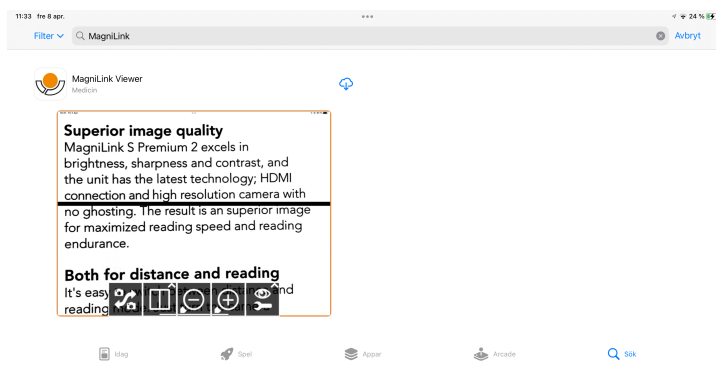 11:33 fre 8 apr.
24 %
Filter
MagniLink
Avbryt
MagniLink Viewer
Medicin
Superior image quality
MagniLink S Premium 2 excels in
brightness, sharpness and contrast, and
the unit has the latest technology; HDMI
connection and high resolution camera with
no ghosting. The result is an superior image
for maximized reading speed and reading
endurance.
Both for distance and reading
It's easy
and
reading
Idag
Spel
Appar
Arcade
Sök